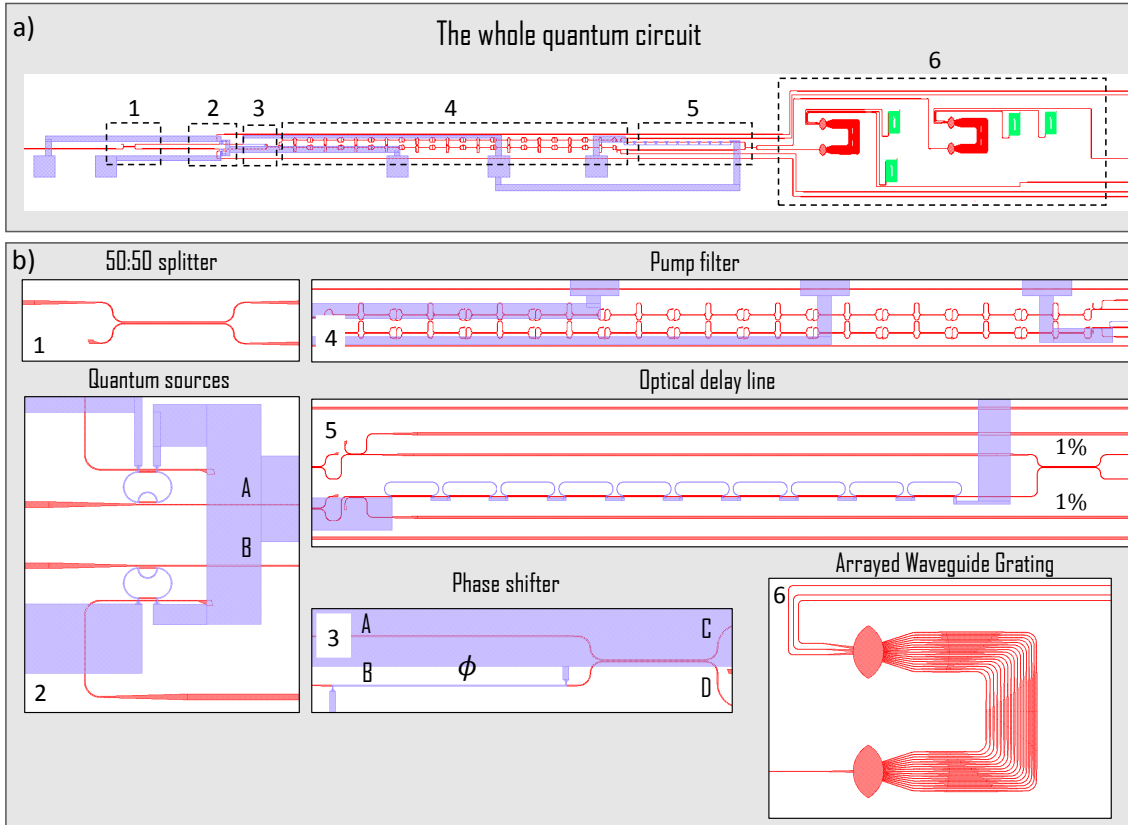 a)
The whole quantum circuit
1
2
3
4
5
6
b)
50:50 splitter
1
Pump filter
4
Quantum sources
A
B
2
Optical delay line
5
1%
1%
Phase shifter
3
A
B
ϕ
C
D
Arrayed Waveguide Grating
6